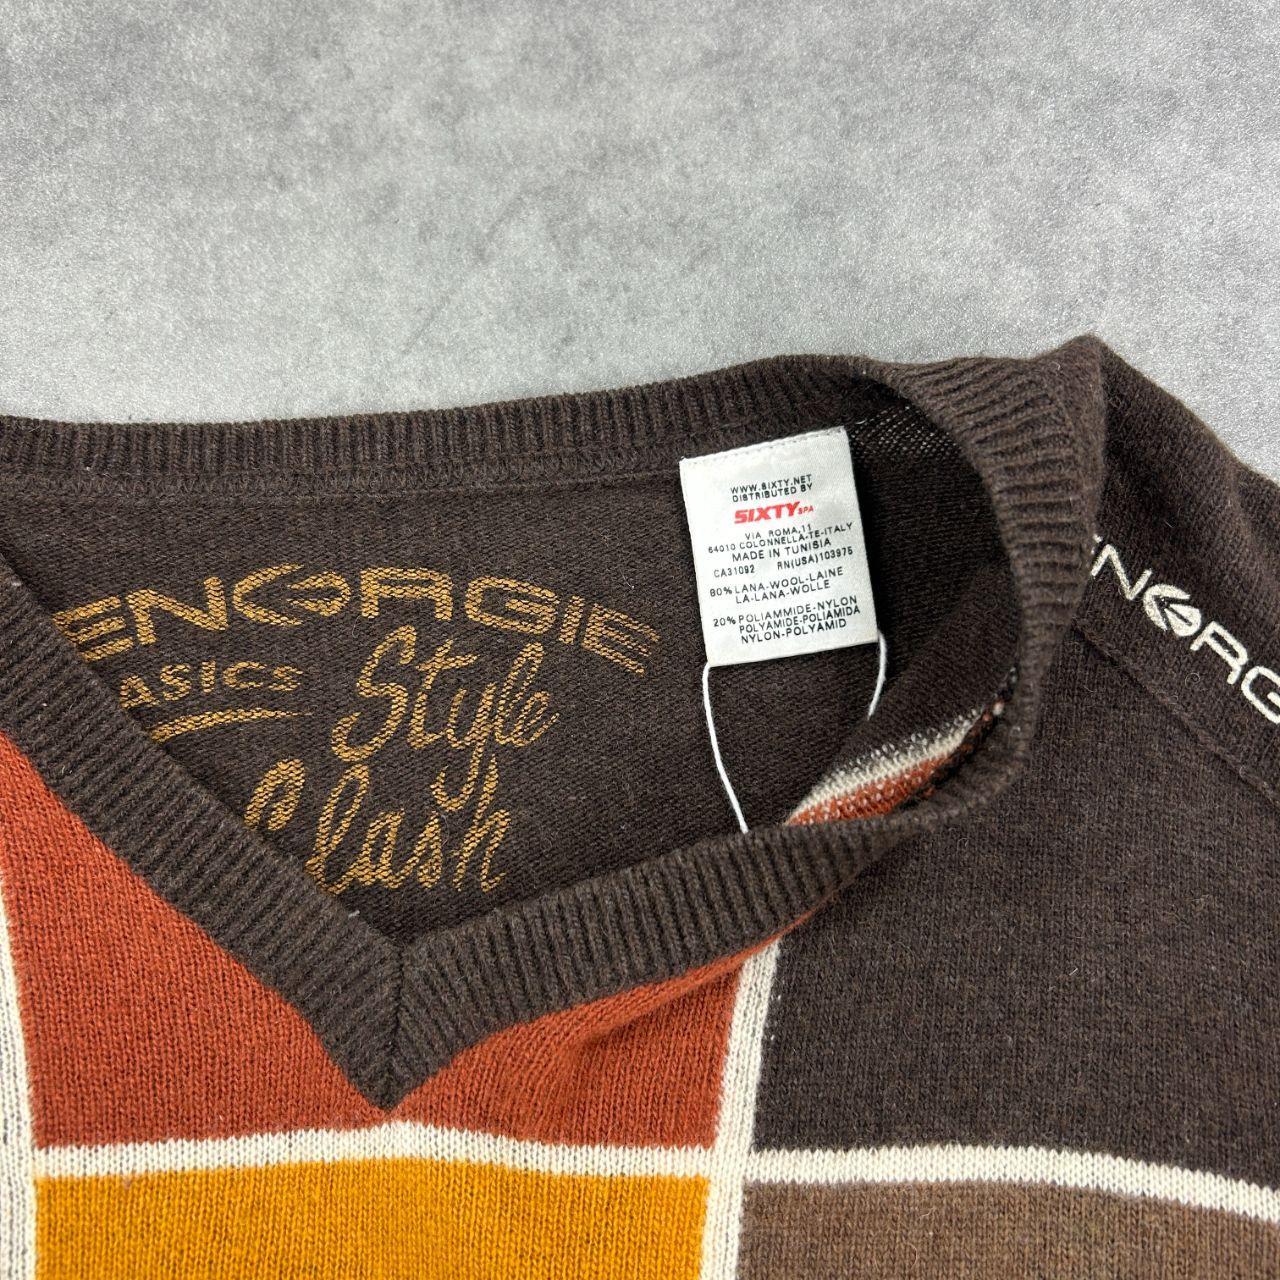 ENERGIE
BASICS
Style
Clash
WWW.SIXTY.NET
DISTRIBUTED BY
SIXTY SPA
VIA ROMA,11
64010 COLONNELLA-TE-ITALY
MADE IN TUNISIA
CA31092 RN(USA)103975
80% LANA-WOOL-LAINE
LA-LANA-WOLLE
20% POLIAMMIDE-NYLON
POLYAMIDE-POLIAMIDA
NYLON-POLYAMID
ENERG